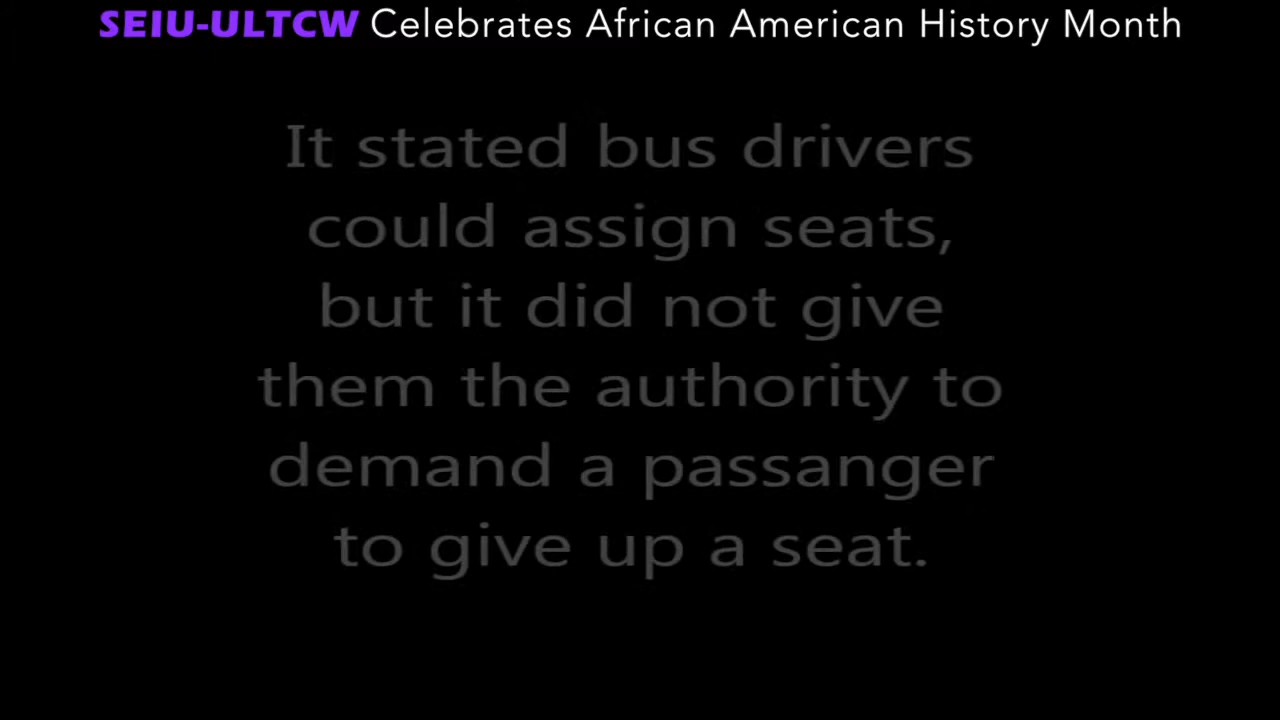 SEIU-ULTCW Celebrates African American History Month
It stated bus drivers
could assign seats,
but it did not give
them the authority to
demand a passanger
to give up a seat.